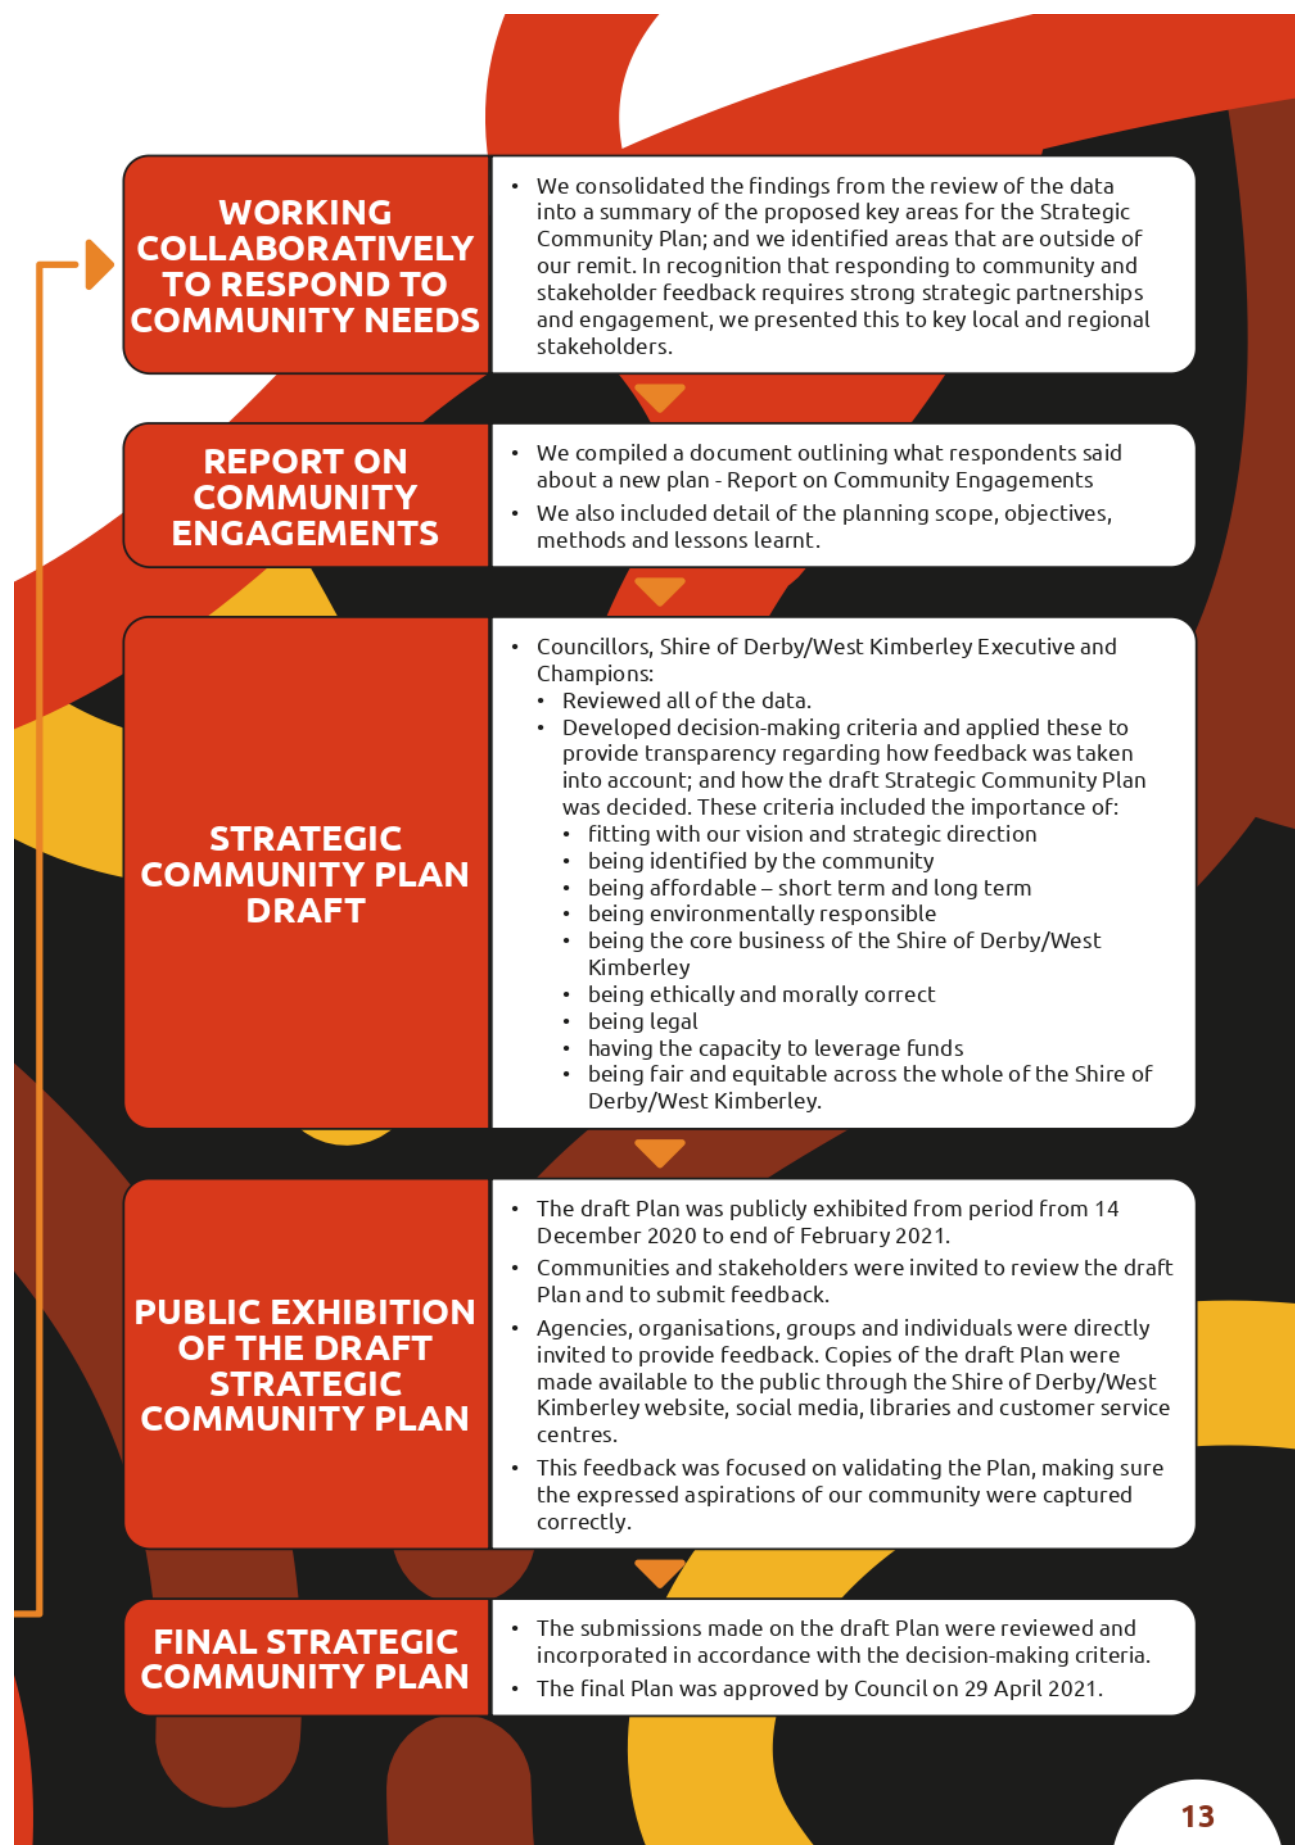 WORKING
COLLABORATIVELY
TO RESPOND TO
COMMUNITY NEEDS
• We consolidated the findings from the review of the data
into a summary of the proposed key areas for the Strategic
Community Plan; and we identified areas that are outside of
our remit. In recognition that responding to community and
stakeholder feedback requires strong strategic partnerships
and engagement, we presented this to key local and regional
stakeholders.
REPORT ON
COMMUNITY
ENGAGEMENTS
• We compiled a document outlining what respondents said
about a new plan - Report on Community Engagements
• We also included detail of the planning scope, objectives,
methods and lessons learnt.
STRATEGIC
COMMUNITY PLAN
DRAFT
• Councillors, Shire of Derby/West Kimberley Executive and
Champions:
• Reviewed all of the data.
• Developed decision-making criteria and applied these to
provide transparency regarding how feedback was taken
into account; and how the draft Strategic Community Plan
was decided. These criteria included the importance of:
• fitting with our vision and strategic direction
• being identified by the community
• being affordable – short term and long term
• being environmentally responsible
• being the core business of the Shire of Derby/West
Kimberley
• being ethically and morally correct
• being legal
• having the capacity to leverage funds
• being fair and equitable across the whole of the Shire of
Derby/West Kimberley.
PUBLIC EXHIBITION
OF THE DRAFT
STRATEGIC
COMMUNITY PLAN
• The draft Plan was publicly exhibited from period from 14
December 2020 to end of February 2021.
• Communities and stakeholders were invited to review the draft
Plan and to submit feedback.
• Agencies, organisations, groups and individuals were directly
invited to provide feedback. Copies of the draft Plan were
made available to the public through the Shire of Derby/West
Kimberley website, social media, libraries and customer service
centres.
• This feedback was focused on validating the Plan, making sure
the expressed aspirations of our community were captured
correctly.
FINAL STRATEGIC
COMMUNITY PLAN
• The submissions made on the draft Plan were reviewed and
incorporated in accordance with the decision-making criteria.
• The final Plan was approved by Council on 29 April 2021.
13